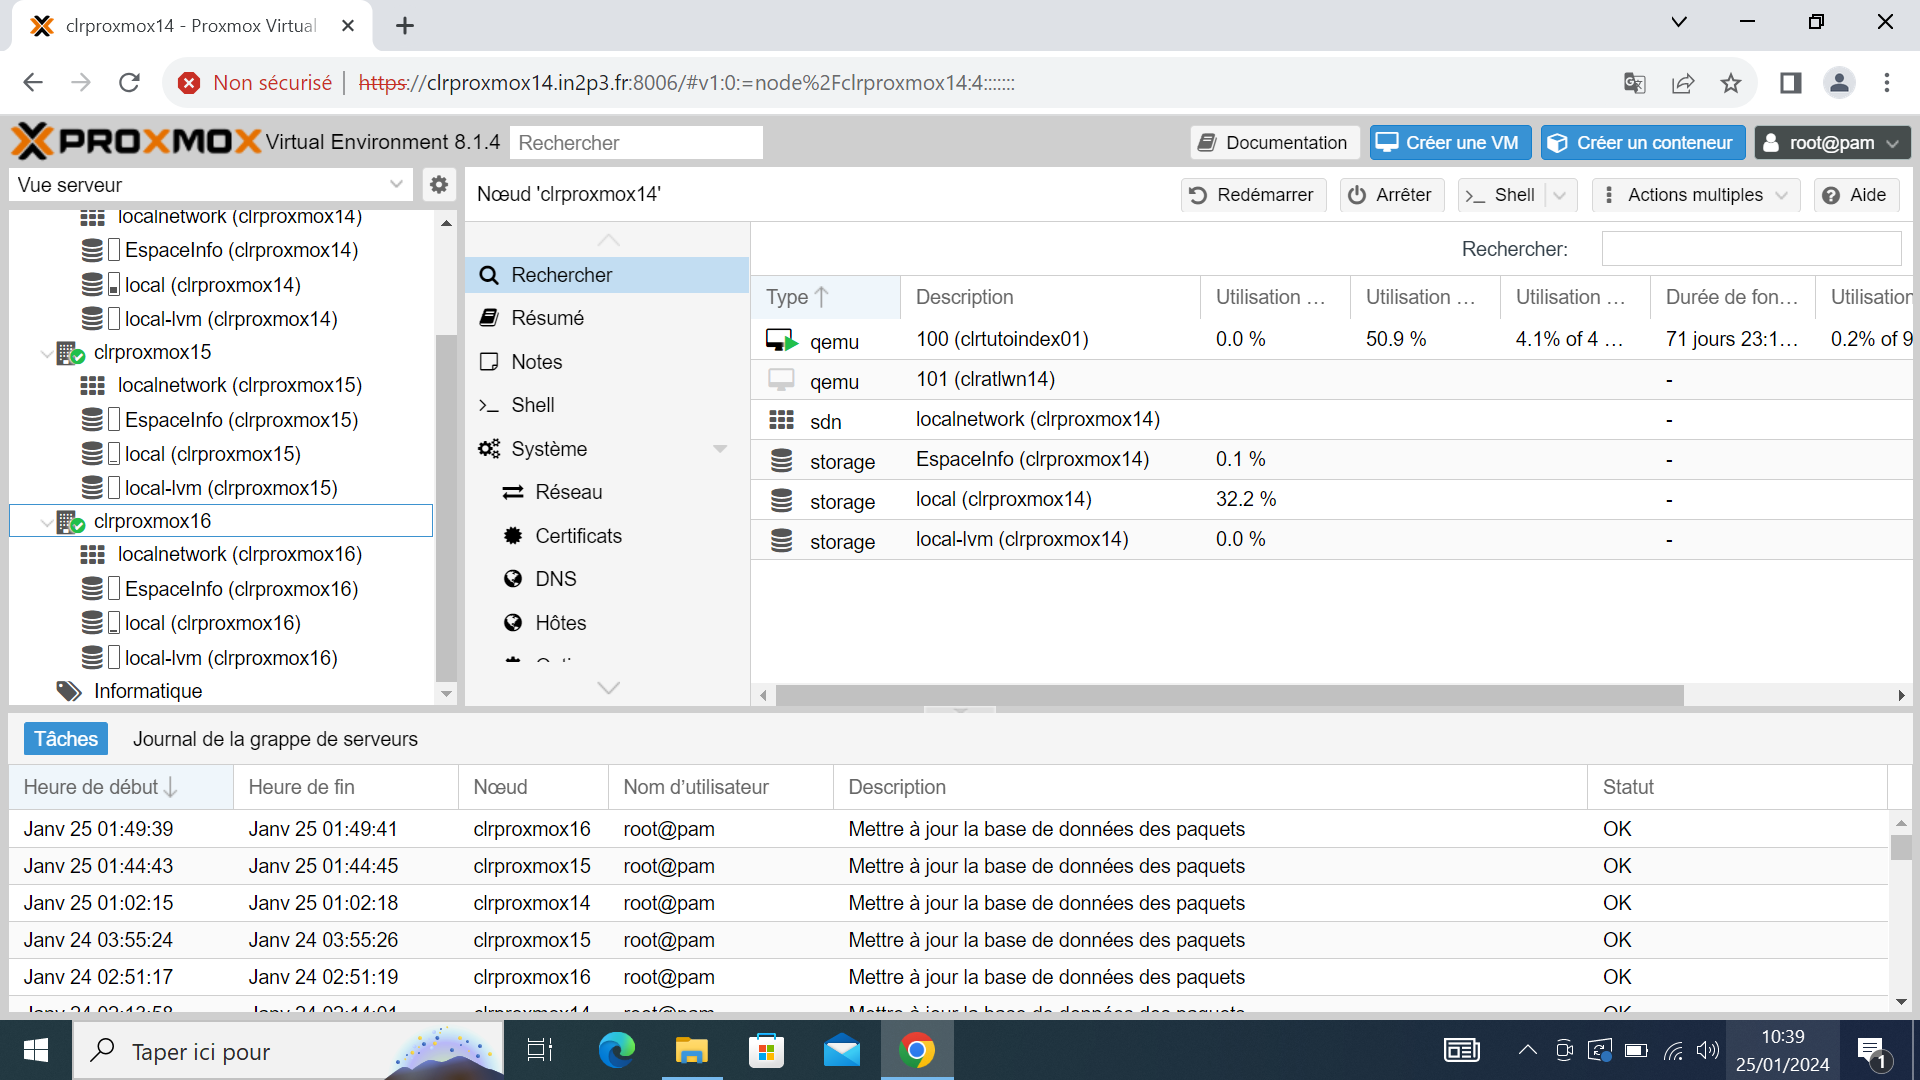 clrproxmox14 - Proxmox Virtual
Non sécurisé
https://clrproxmox14.in2p3.fr:8006/#v1:0:=node%2Fclrproxmox14:4:::::::
PROXMOX Virtual Environment 8.1.4
Rechercher
Documentation
Créer une VM
Créer un conteneur
root@pam
Vue serveur
localnetwork (clrproxmox14)
EspaceInfo (clrproxmox14)
local (clrproxmox14)
local-lvm (clrproxmox14)
clrproxmox15
localnetwork (clrproxmox15)
EspaceInfo (clrproxmox15)
local (clrproxmox15)
local-lvm (clrproxmox15)
clrproxmox16
localnetwork (clrproxmox16)
EspaceInfo (clrproxmox16)
local (clrproxmox16)
local-lvm (clrproxmox16)
Informatique
Nœud 'clrproxmox14'
Redémarrer
Arrêter
>_ Shell
Actions multiples
Aide
Rechercher
Résumé
Notes
>_ Shell
Système
Réseau
Certificats
DNS
Hôtes
Rechercher:
Type Description Utilisation ... Utilisation ... Utilisation ... Durée de fon... Utilisation
qemu 100 (clrtutoindex01) 0.0 % 50.9 % 4.1% of 4 ... 71 jours 23:1... 0.2% of 9
qemu 101 (clratlwn14) -
sdn localnetwork (clrproxmox14) -
storage EspaceInfo (clrproxmox14) 0.1 % -
storage local (clrproxmox14) 32.2 % -
storage local-lvm (clrproxmox14) 0.0 % -
Tâches
Journal de la grappe de serveurs
Heure de début Heure de fin Nœud Nom d’utilisateur Description Statut
Janv 25 01:49:39 Janv 25 01:49:41 clrproxmox16 root@pam Mettre à jour la base de données des paquets OK
Janv 25 01:44:43 Janv 25 01:44:45 clrproxmox15 root@pam Mettre à jour la base de données des paquets OK
Janv 25 01:02:15 Janv 25 01:02:18 clrproxmox14 root@pam Mettre à jour la base de données des paquets OK
Janv 24 03:55:24 Janv 24 03:55:26 clrproxmox15 root@pam Mettre à jour la base de données des paquets OK
Janv 24 02:51:17 Janv 24 02:51:19 clrproxmox16 root@pam Mettre à jour la base de données des paquets OK
Taper ici pour
10:39
25/01/2024
1